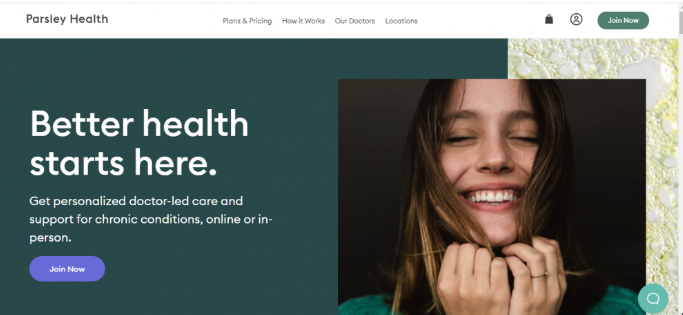 Parsley Health
Plans & Pricing
How it Works
Our Doctors
Locations
Join Now
Better health
starts here.
Get personalized doctor-led care and
support for chronic conditions, online or in-
person.
Join Now